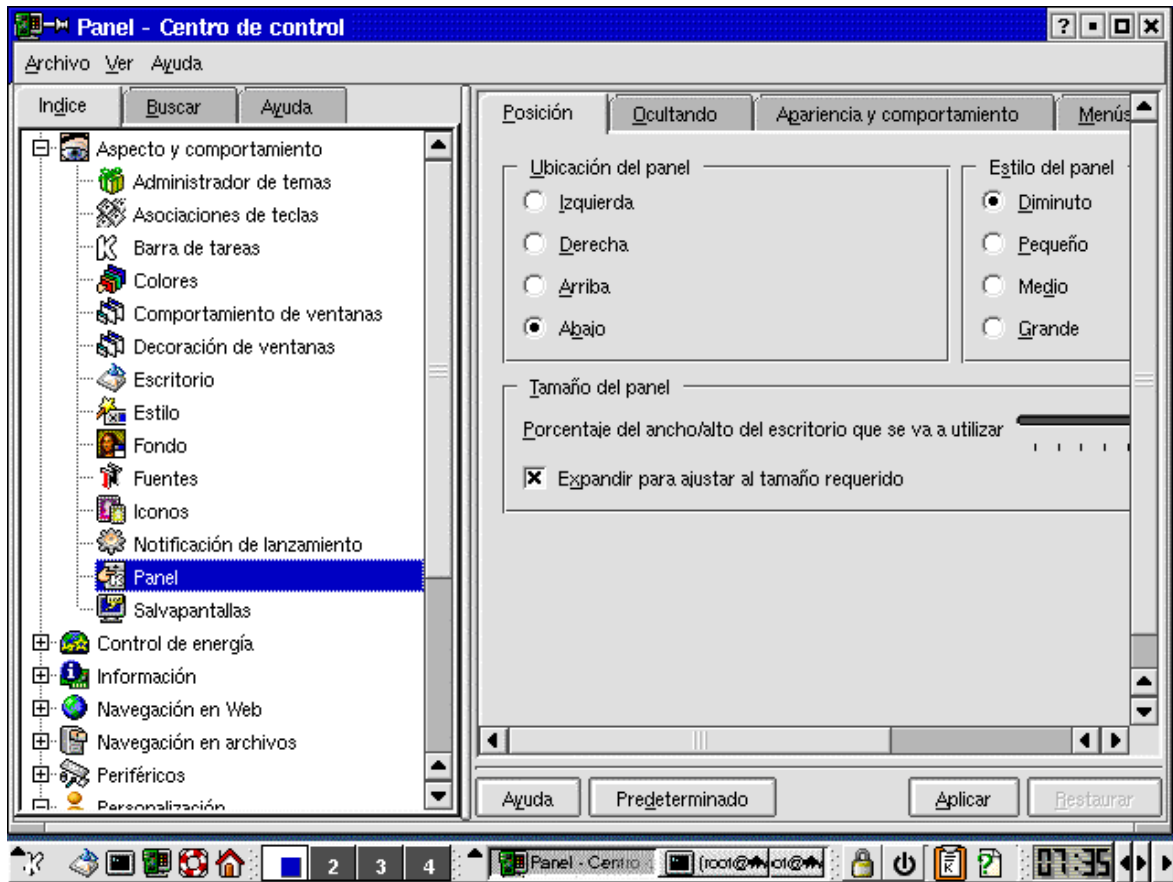 Panel - Centro de control
Archivo Ver Ayuda
Indice Buscar Ayuda
Aspecto y comportamiento
Administrador de temas
Asociaciones de teclas
Barra de tareas
Colores
Comportamiento de ventanas
Decoración de ventanas
Escritorio
Estilo
Fondo
Fuentes
Iconos
Notificación de lanzamiento
Panel
Salvapantallas
Control de energía
Información
Navegación en Web
Navegación en archivos
Periféricos
Personalización
Posición Ocultando Apariencia y comportamiento Menús
Ubicación del panel
Izquierda
Derecha
Arriba
Abajo
Estilo del panel
Diminuto
Pequeño
Medio
Grande
Tamaño del panel
Porcentaje del ancho/alto del escritorio que se va a utilizar
Expandir para ajustar al tamaño requerido
Ayuda Predeterminado Aplicar Restaurar
2 3 4 Panel - Centro 07:35